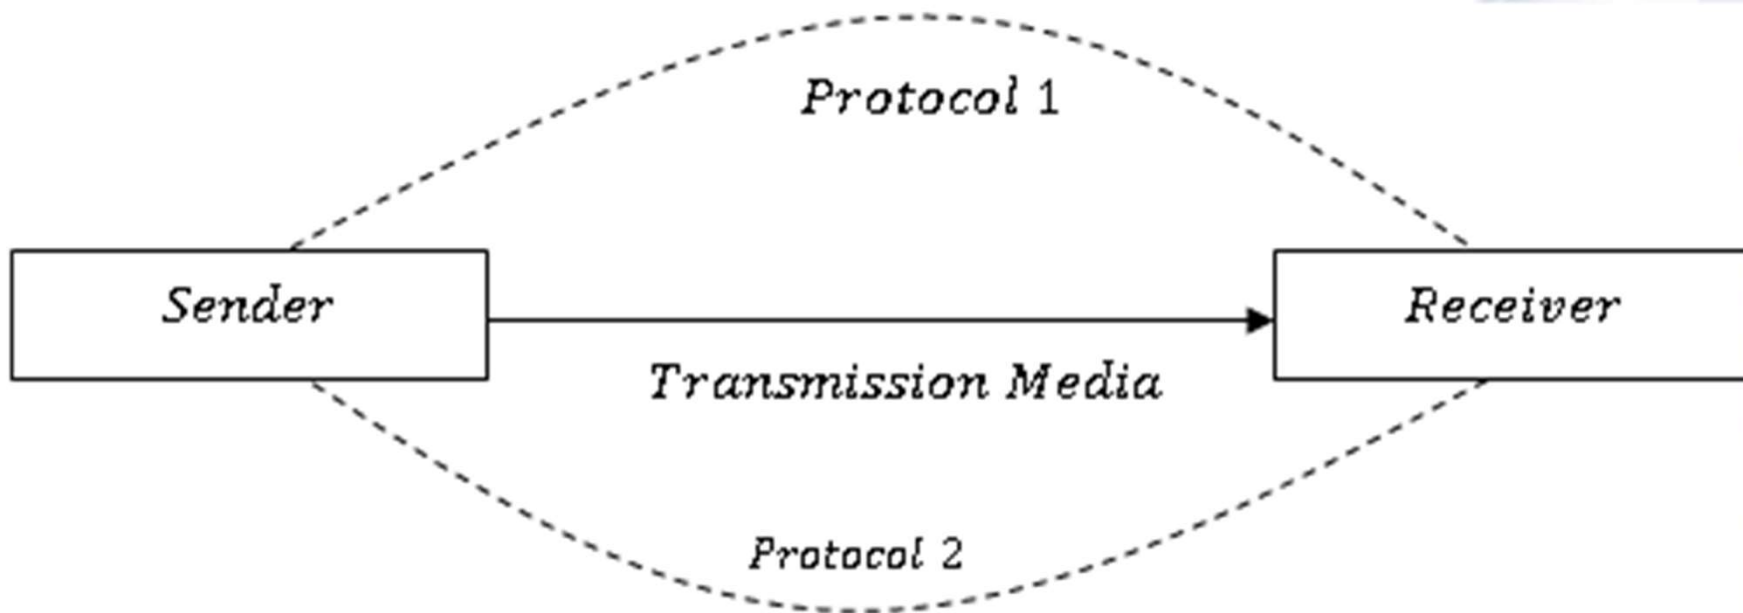 Protocol 1
Sender
Receiver
Transmission Media
Protocol 2